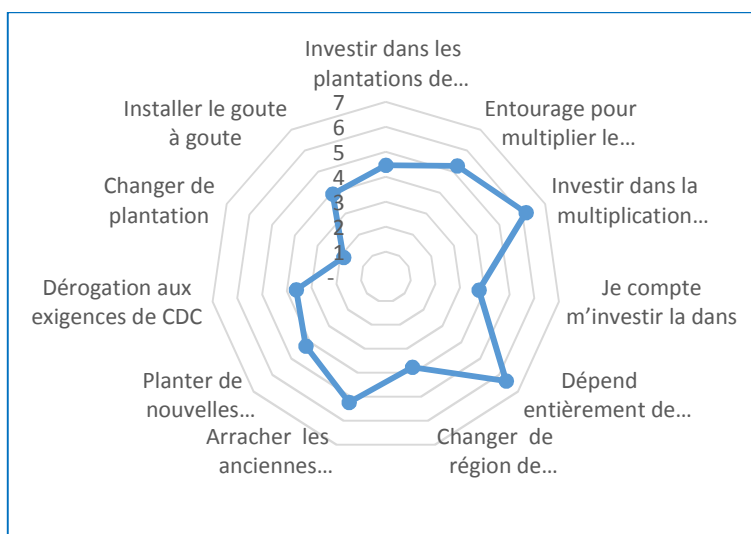 Investir dans les
plantations de...
Entourage pour
multiplier le...
Investir dans la
multiplication...
Je compte
m’investir la dans
Dépend
entièrement de...
Changer de
région de...
Arracher les
anciennes...
Planter de
nouvelles...
Dérogation aux
exigences de CDC
Changer de
plantation
Installer le goute
à goute
7
6
5
4
3
2
1
-